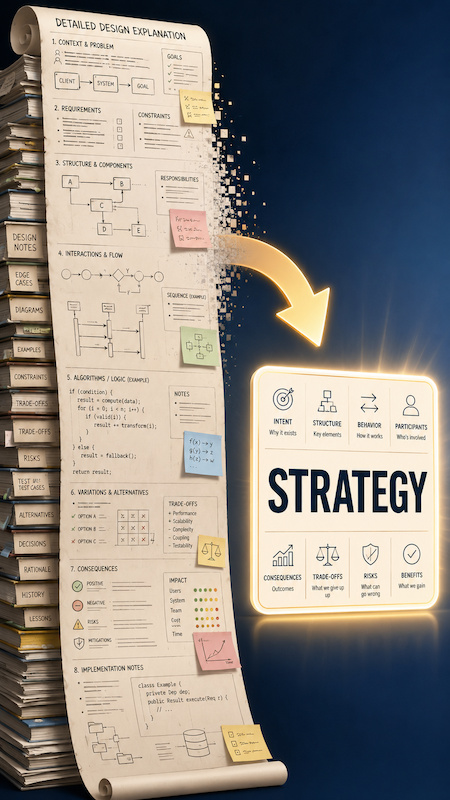 DETAILED DESIGN EXPLANATION
1. CONTEXT & PROBLEM
GOALS
CLIENT
SYSTEM
GOAL
2. REQUIREMENTS
CONSTRAINTS
3. STRUCTURE & COMPONENTS
RESPONSIBILITIES
A
B
C
D
E
4. INTERACTIONS & FLOW
SEQUENCE (EXAMPLE)
5. ALGORITHMS / LOGIC (EXAMPLE)
NOTES
if (condition) {
result = compute(data);
for (i = 0; i < n; i++) {
if (valid(i)) {
result += transform(i);
}
}
} else {
result = fallback();
}
return result;
f(x) → y
g(y) → z
h(z) → w
6. VARIATIONS & ALTERNATIVES
OPTION A
OPTION B
OPTION C
TRADE-OFFS
• Performance
• Scalability
• Complexity
• Coupling
• Testability
7. CONSEQUENCES
POSITIVE
NEGATIVE
RISKS
MITIGATIONS
IMPACT
Users
System
Team
Cost
Time
8. IMPLEMENTATION NOTES
class Example {
private Dep dep;
public Result execute(Req r) {
// ...
}
}
DESIGN
NOTES
EDGE
CASES
DIAGRAMS
EXAMPLES
CONSTRAINTS
TRADE-OFFS
TRADE-OFFS
RISKS
TEST
TEST CASES
ALTERNATIVES
DECISIONS
RATIONALE
HISTORY
LESSONS
INTENT
Why it exists
STRUCTURE
Key elements
BEHAVIOR
How it works
PARTICIPANTS
Who's involved
STRATEGY
CONSEQUENCES
Outcomes
TRADE-OFFS
What we give up
up
RISKS
What can
go wrong
BENEFITS
What we gain